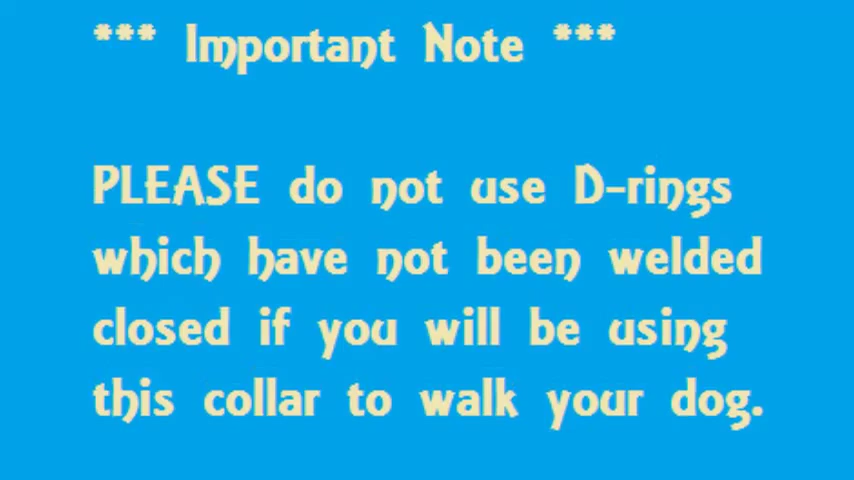 *** Important Note ***
PLEASE do not use D-rings
which have not been welded
closed if you will be using
this collar to walk your dog.